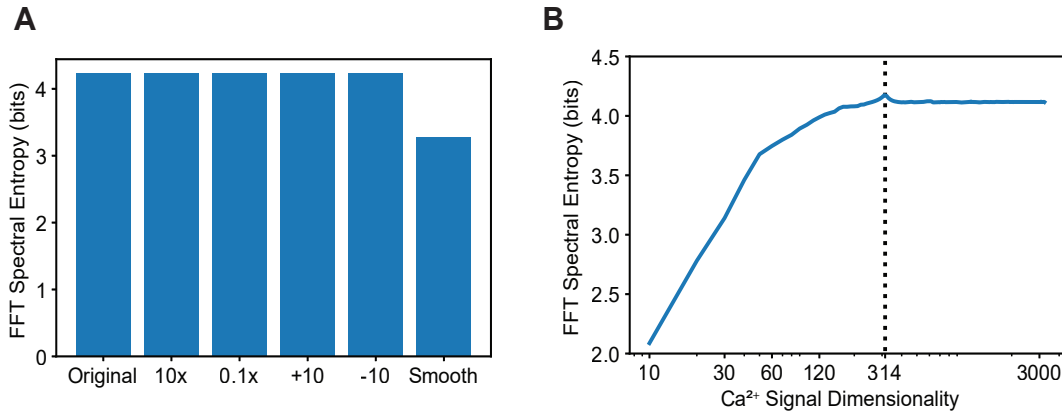 A
FFT Spectral Entropy (bits)
4
3
2
1
0
Original 10x 0.1x +10 -10 Smooth
B
FFT Spectral Entropy (bits)
4.5
4.0
3.5
3.0
2.5
2.0
10 30 60 120 314 3000
Ca²⁺ Signal Dimensionality